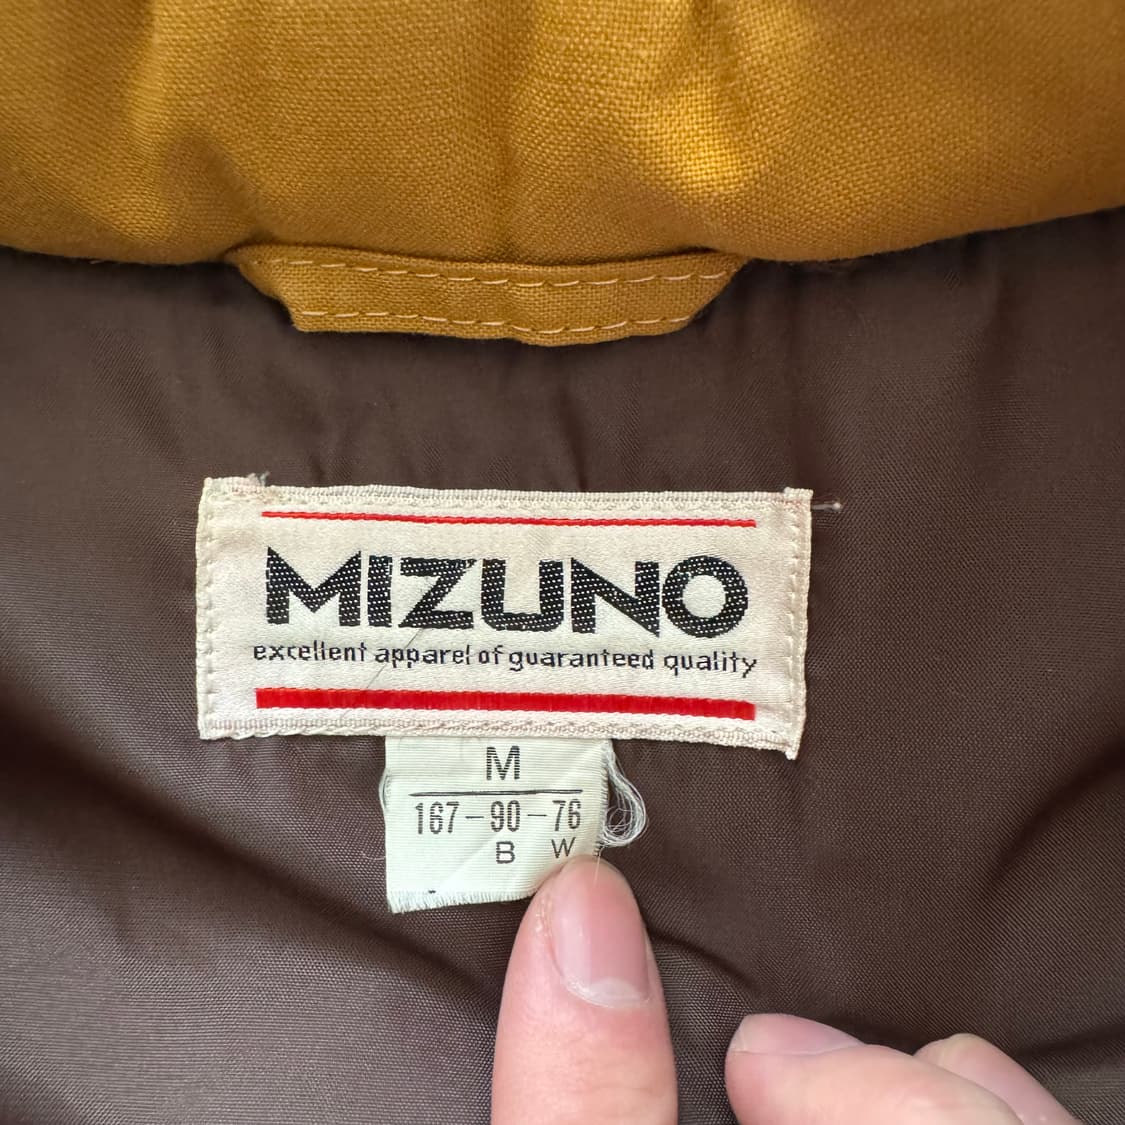 MIZUNO
excellent apparel of guaranteed quality
M
167-90-76
B W